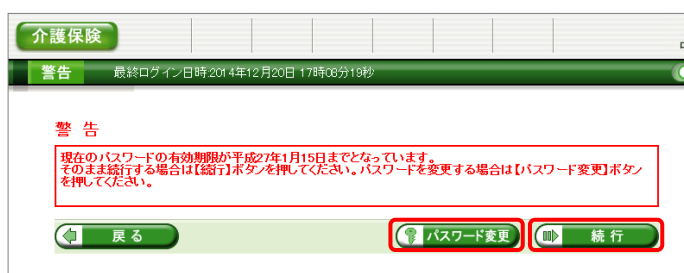 介護保険
警告 最終ログイン日時:2014年12月20日 17時08分19秒
警 告
現在のパスワードの有効期限が平成27年1月15日までとなっています。
そのまま続行する場合は【続行】ボタンを押してください。パスワードを変更する場合は【パスワード変更】ボタン
を押してください。
戻 る パスワード変更 続 行